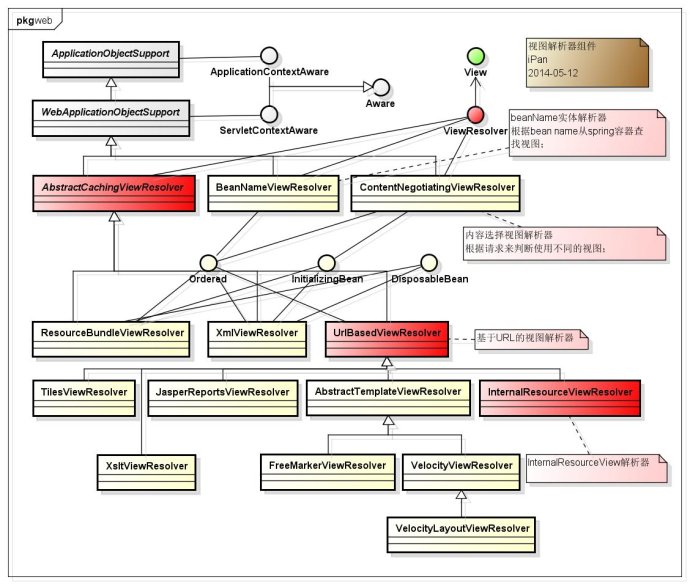 pkg web
ApplicationObjectSupport
ApplicationContextAware
View
视图解析器组件
iPan
2014-05-12
Aware
WebApplicationObjectSupport
ServletContextAware
ViewResolver
beanName实体解析器
根据bean name从spring容器查
找视图;
AbstractCachingViewResolver
BeanNameViewResolver
ContentNegotiatingViewResolver
内容选择视图解析器
根据请求来判断使用不同的视图;
Ordered
InitializingBean
DisposableBean
ResourceBundleViewResolver
XmlViewResolver
UrlBasedViewResolver
基于URL的视图解析器
TilesViewResolver
JasperReportsViewResolver
AbstractTemplateViewResolver
InternalResourceViewResolver
XsltViewResolver
FreeMarkerViewResolver
VelocityViewResolver
InternalResourceView解析器
VelocityLayoutViewResolver